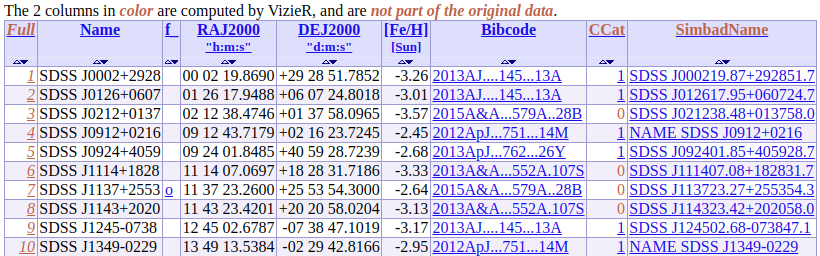 The 2 columns in color are computed by VizieR, and are not part of the original data.
Full Name f_ RAJ2000 DEJ2000 [Fe/H] Bibcode CCat SimbadName
"h:m:s" "d:m:s" [Sun]
1 SDSS J0002+2928 00 02 19.8690 +29 28 51.7852 -3.26 2013AJ....145...13A 1 SDSS J000219.87+292851.7
2 SDSS J0126+0607 01 26 17.9488 +06 07 24.8018 -3.01 2013AJ....145...13A 1 SDSS J012617.95+060724.7
3 SDSS J0212+0137 02 12 38.4746 +01 37 58.0965 -3.57 2015A&A...579A..28B 0 SDSS J021238.48+013758.0
4 SDSS J0912+0216 09 12 43.7179 +02 16 23.7245 -2.45 2012ApJ...751...14M 1 NAME SDSS J0912+0216
5 SDSS J0924+4059 09 24 01.8485 +40 59 28.7239 -2.68 2013ApJ...762...26Y 1 SDSS J092401.85+405928.7
6 SDSS J1114+1828 11 14 07.0697 +18 28 31.7186 -3.33 2013A&A...552A.107S 0 SDSS J111407.08+182831.7
7 SDSS J1137+2553 o 11 37 23.2600 +25 53 54.3000 -2.64 2015A&A...579A..28B 0 SDSS J113723.27+255354.3
8 SDSS J1143+2020 11 43 23.4201 +20 20 58.0204 -3.13 2013A&A...552A.107S 0 SDSS J114323.42+202058.0
9 SDSS J1245-0738 12 45 02.6787 -07 38 47.1019 -3.17 2013AJ....145...13A 1 SDSS J124502.68-073847.1
10 SDSS J1349-0229 13 49 13.5384 -02 29 42.8166 -2.95 2012ApJ...751...14M 1 NAME SDSS J1349-0229